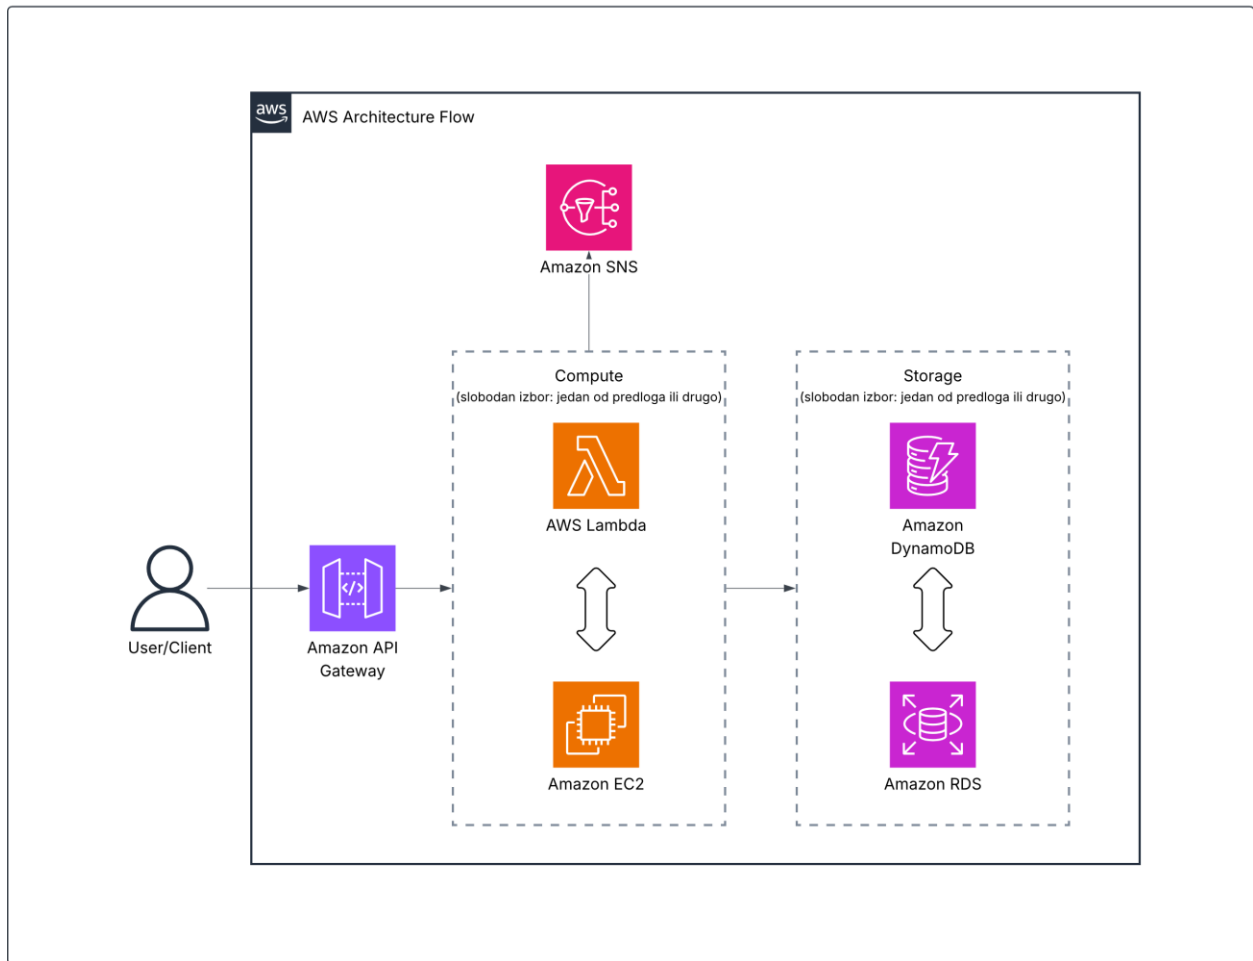 aws
AWS Architecture Flow
Amazon SNS
Compute
(slobodan izbor: jedan od predloga ili drugo)
AWS Lambda
Amazon EC2
Storage
(slobodan izbor: jedan od predloga ili drugo)
Amazon
DynamoDB
Amazon RDS
User/Client
</>
Amazon API
Gateway